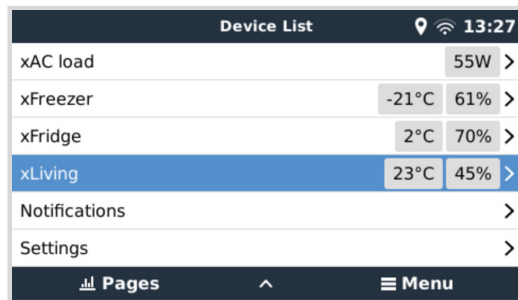 Device List 13:27
xAC load 55W
xFreezer -21°C 61%
xFridge 2°C 70%
xLiving 23°C 45%
Notifications
Settings
Pages Menu